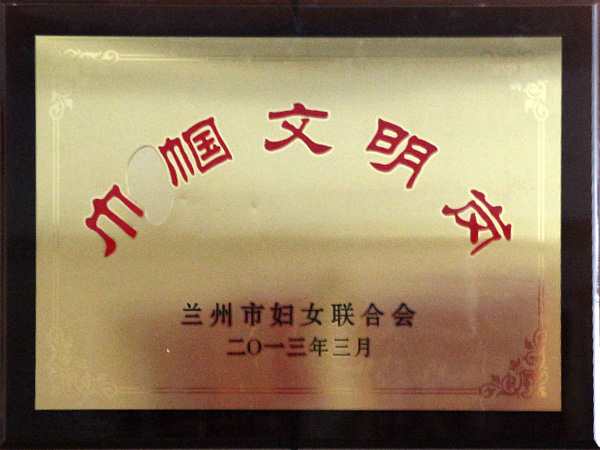 巾帼文明岗
兰州市妇女联合会
二〇一三年三月